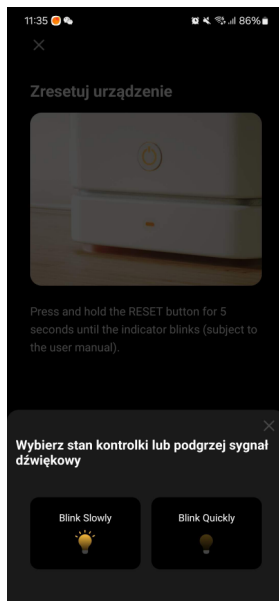 11:35 86%
Zresetuj urządzenie
Press and hold the RESET button for 5
seconds until the indicator blinks (subject to
the user manual).
Wybierz stan kontrolki lub podgrzej sygnał
dźwiękowy
Blink Slowly Blink Quickly